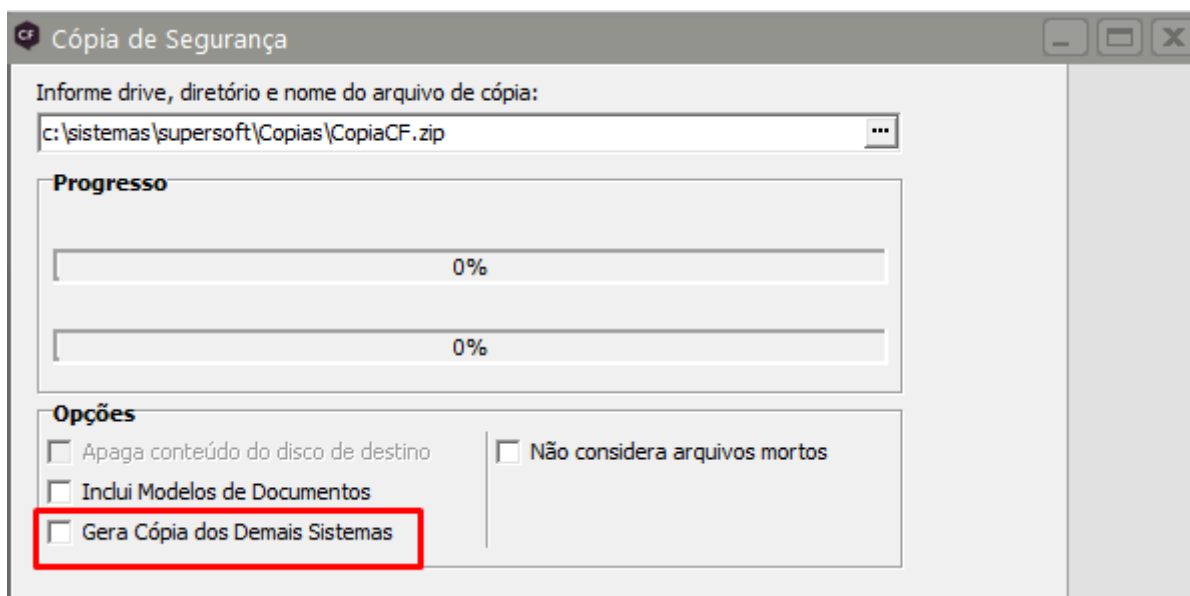 CF Cópia de Segurança
Informe drive, diretório e nome do arquivo de cópia:
c:\sistemas\supersoft\Copias\CopiaCF.zip ...
Progresso
0%
0%
Opções
Apaga conteúdo do disco de destino
Não considera arquivos mortos
Inclui Modelos de Documentos
Gera Cópia dos Demais Sistemas